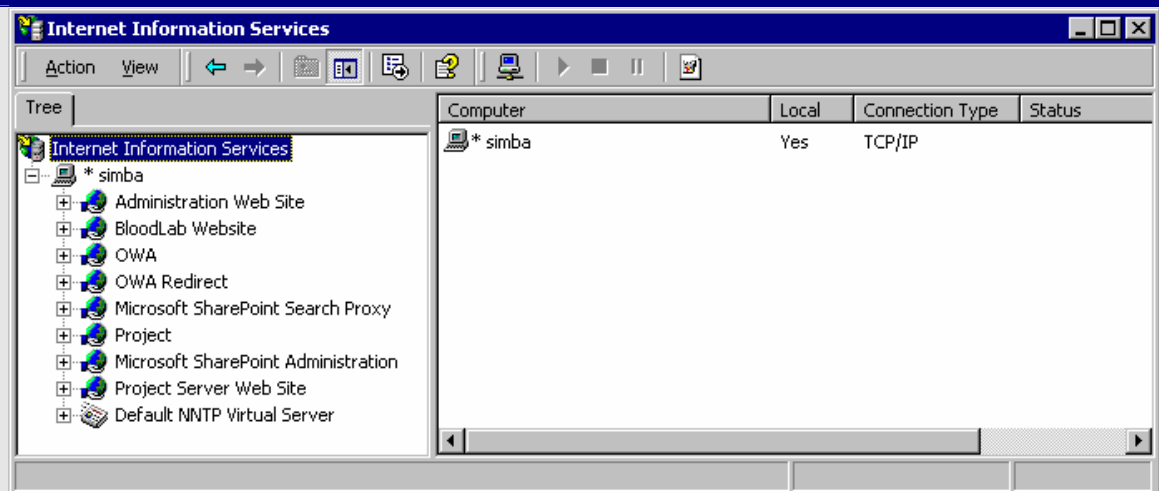 Internet Information Services
Action View
Tree
Computer Local Connection Type Status
Internet Information Services
* simba Yes TCP/IP
* simba
Administration Web Site
BloodLab Website
OWA
OWA Redirect
Microsoft SharePoint Search Proxy
Project
Microsoft SharePoint Administration
Project Server Web Site
Default NNTP Virtual Server